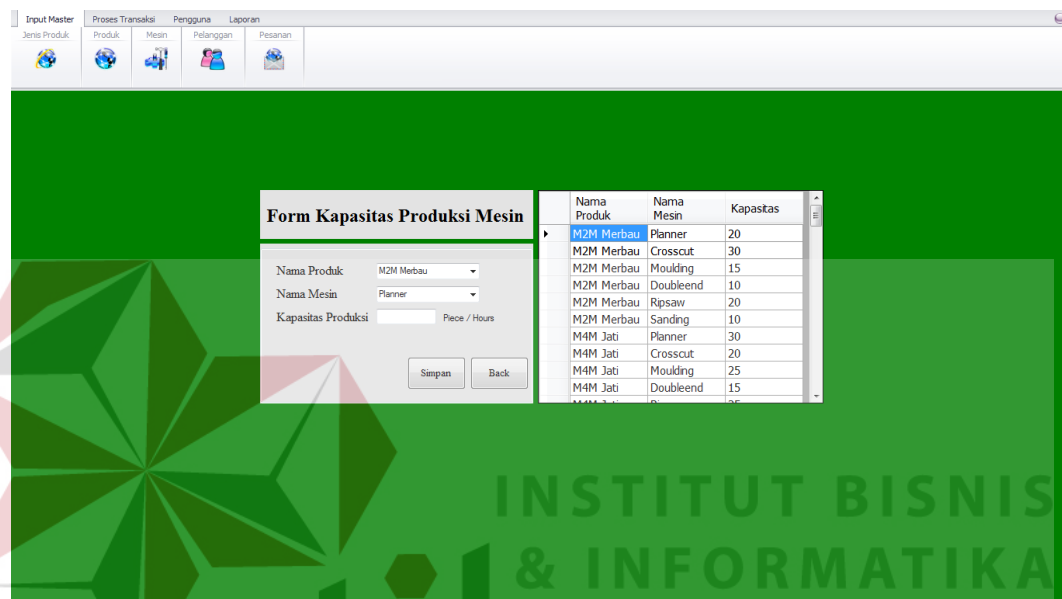 Input Master Proses Transaksi Pengguna Laporan
Jenis Produk Produk Mesin Pelanggan Pesanan
Form Kapasitas Produksi Mesin
Nama Produk M2M Merbau
Nama Mesin Planner
Kapasitas Produksi Piece / Hours
Simpan Back
Nama Produk Nama Mesin Kapasitas
M2M Merbau Planner 20
M2M Merbau Crosscut 30
M2M Merbau Moulding 15
M2M Merbau Doubleend 10
M2M Merbau Ripsaw 20
M2M Merbau Sanding 10
M4M Jati Planner 30
M4M Jati Crosscut 20
M4M Jati Moulding 25
M4M Jati Doubleend 15
INSTITUT BISNIS
& INFORMATIKA